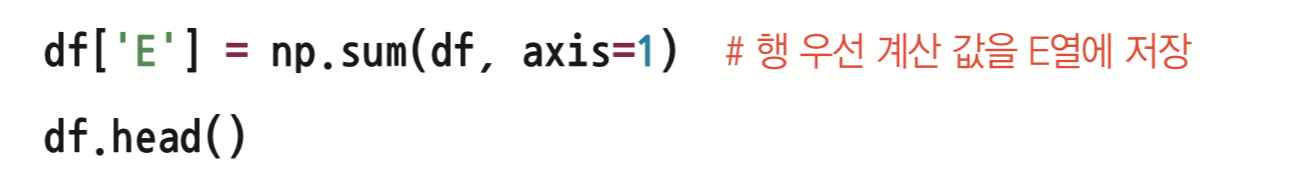 df['E'] = np.sum(df, axis=1)  # 행 우선 계산 값을 E열에 저장
df.head()